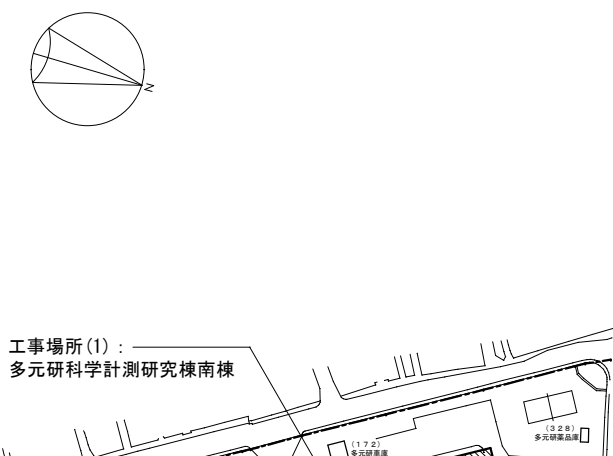 N
工事場所(1)：
多元研科学計測研究棟南棟
(328)
多元研薬品庫
(172)
多元研車庫